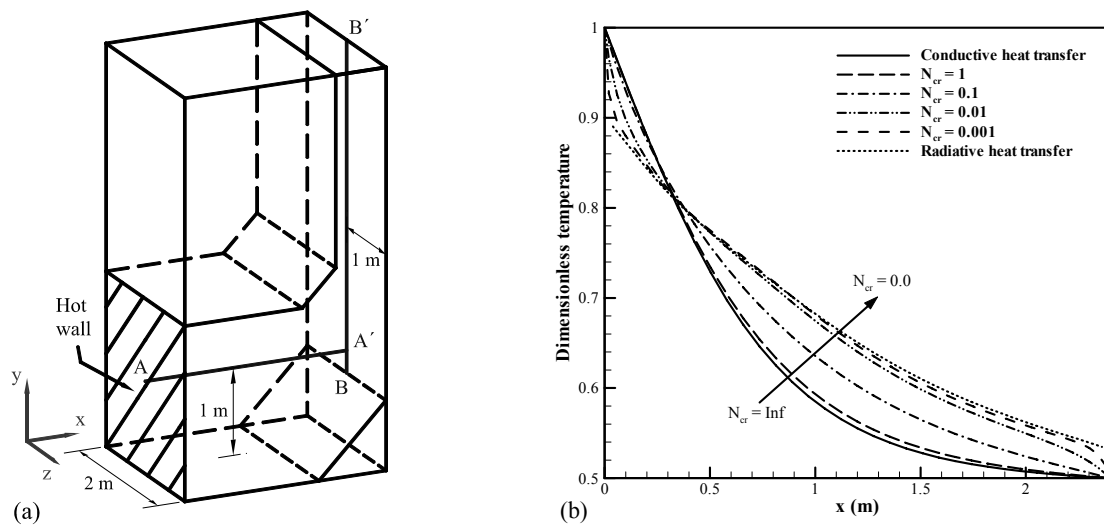 B´
1 m
Hot
wall
A
A´
B
1 m
y
x
z
2 m
(a)
Dimensionless temperature
1
0.9
0.8
0.7
0.6
0.5
0
0.5
1
1.5
2
x (m)
Conductive heat transfer
N_cr = 1
N_cr = 0.1
N_cr = 0.01
N_cr = 0.001
Radiative heat transfer
N_cr = 0.0
N_cr = Inf
(b)